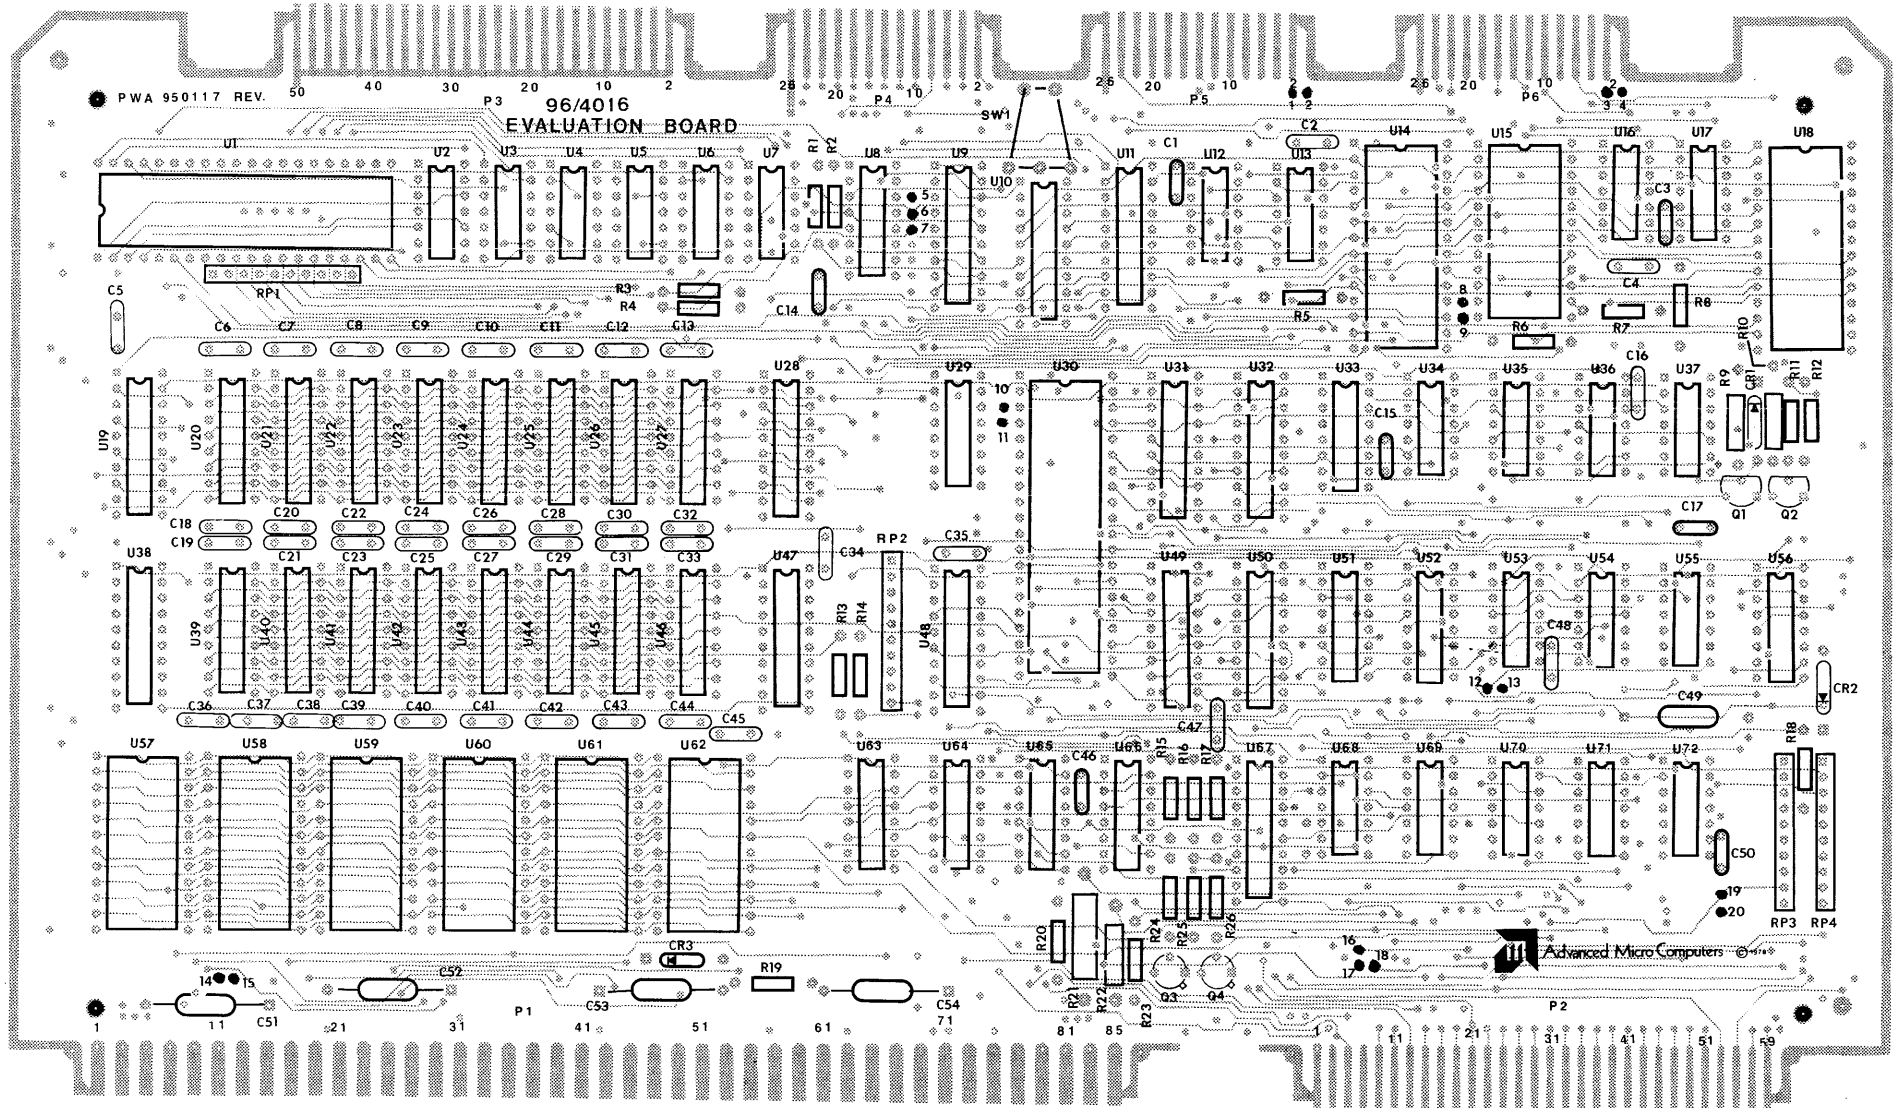 50 40 30 20 10 2 26 20 10 2 26 20 10 2 26 20 10 2
PWA 950117 REV. P3 96/4016 P4 SW1 P5 1 2 P6 3 4
EVALUATION BOARD
U1 U2 U3 U4 U5 U6 U7 R1 R2 U8 U9 U10 U11 C1 U12 C2 U13 U14 U15 U16 U17 U18
5
6
7
C3
RP1 R3
R4
C5 C14 R5 8 9 R6 C4 R7 R8 R10
C6 C7 C8 C9 C10 C11 C12 C13
U28 U29 U30 U31 U32 U33 U34 U35 U36 C16 U37 R9 CR1 R11 R12
10
11
U19 U20 U21 U22 U23 U24 U25 U26 U27 C15
C17 Q1 Q2
C18 C20 C22 C24 C26 C28 C30 C32
C19 C21 C23 C25 C27 C29 C31 C33
U38 U47 C34 RP2 C35 U49 U50 U51 U52 U53 U54 U55 U56
U39 U40 U41 U42 U43 U44 U45 U46 R13 R14 U48 C48
12 13 CR2
C36 C37 C38 C39 C40 C41 C42 C43 C44 C45 C47 C49
U57 U58 U59 U60 U61 U62 U63 U64 U65 C46 U66 R15 R16 R17 U67 U68 U69 U70 U71 U72 R18
C50
19
20
RP3 RP4
R20 R24 R25 R26
CR3 16 18 17 Advanced Micro Computers © 1978
14 15 C52 R19 C53 C54 R21 R22 R23 Q3 Q4
C51 P1 P2
1 11 21 31 41 51 61 71 81 85 1 11 21 31 41 51 59